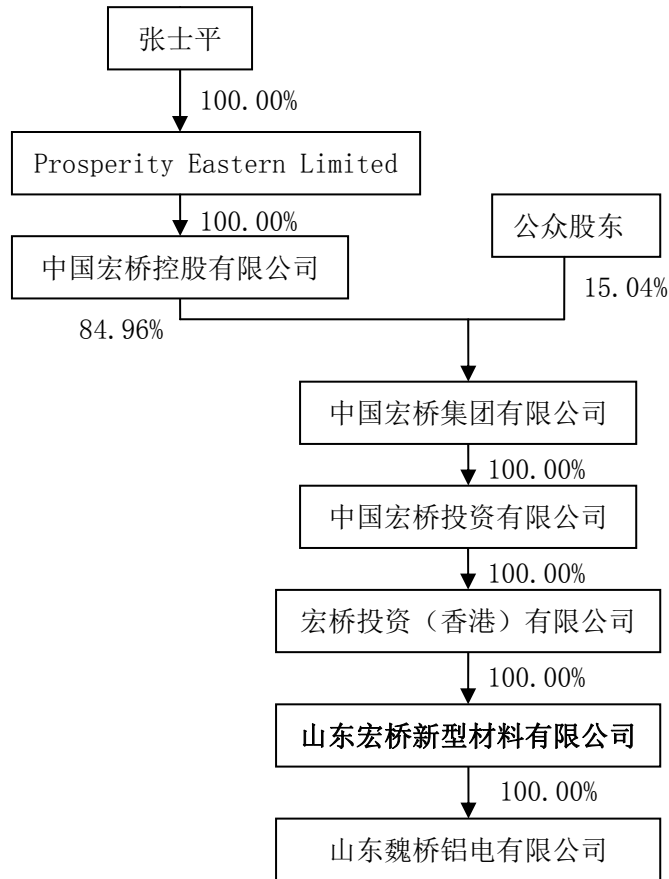 张士平
100.00%
Prosperity Eastern Limited
100.00%
公众股东
中国宏桥控股有限公司
15.04%
84.96%
中国宏桥集团有限公司
100.00%
中国宏桥投资有限公司
100.00%
宏桥投资（香港）有限公司
100.00%
山东宏桥新型材料有限公司
100.00%
山东魏桥铝电有限公司